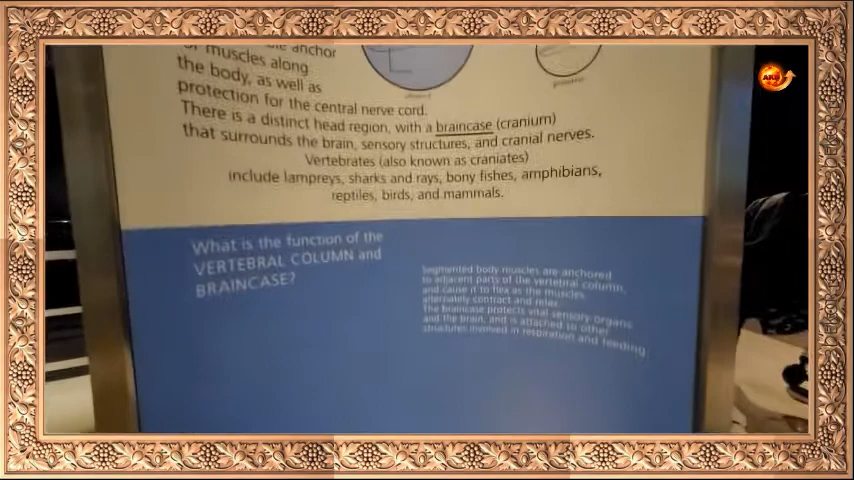 anchor
of muscles along
the body, as well as
protection for the central nerve cord.
There is a distinct head region, with a braincase (cranium)
that surrounds the brain, sensory structures, and cranial nerves.
Vertebrates (also known as craniates)
include lampreys, sharks and rays, bony fishes, amphibians,
reptiles, birds, and mammals.
What is the function of the
VERTEBRAL COLUMN and
BRAINCASE?
Segmented body muscles are anchored
to adjacent parts of the vertebral column,
and cause it to flex as the muscles
alternately contract and relax.
The braincase protects vital sensory organs
and the brain, and is attached to other
structures involved in respiration and feeding.